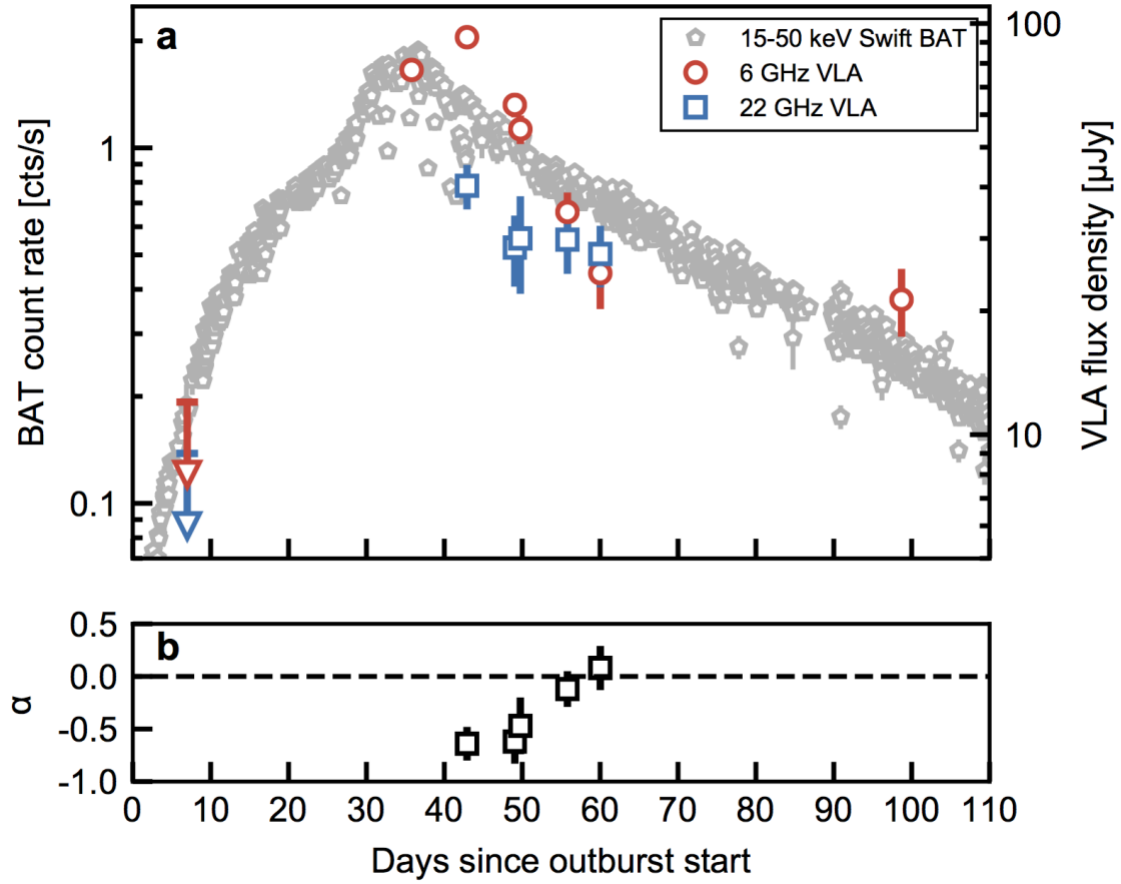 a
15-50 keV Swift BAT
6 GHz VLA
22 GHz VLA
BAT count rate [cts/s]
1
0.1
100
10
VLA flux density [µJy]
b
α
0.5
0.0
-0.5
-1.0
0 10 20 30 40 50 60 70 80 90 100 110
Days since outburst start